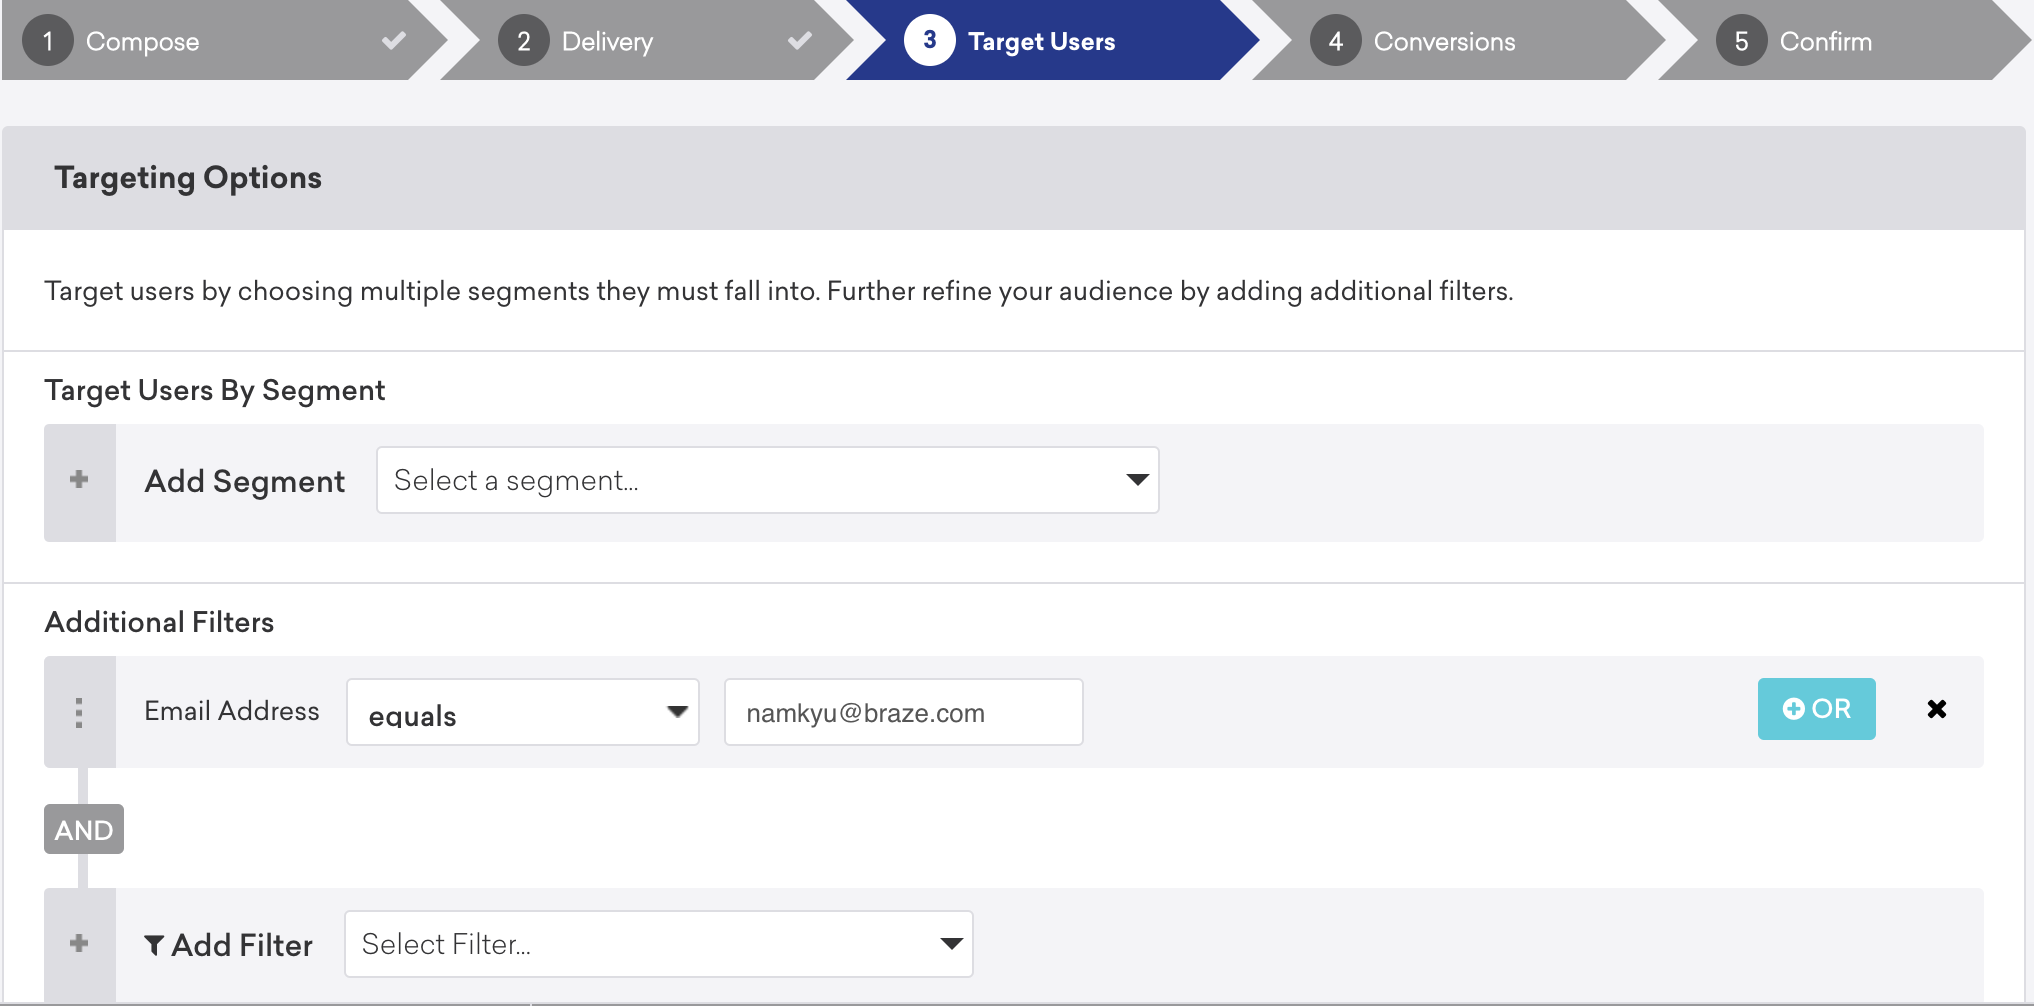 1 Compose 2 Delivery 3 Target Users 4 Conversions 5 Confirm
Targeting Options
Target users by choosing multiple segments they must fall into. Further refine your audience by adding additional filters.
Target Users By Segment
Add Segment Select a segment...
Additional Filters
Email Address equals namkyu@braze.com OR
AND
Add Filter Select Filter...